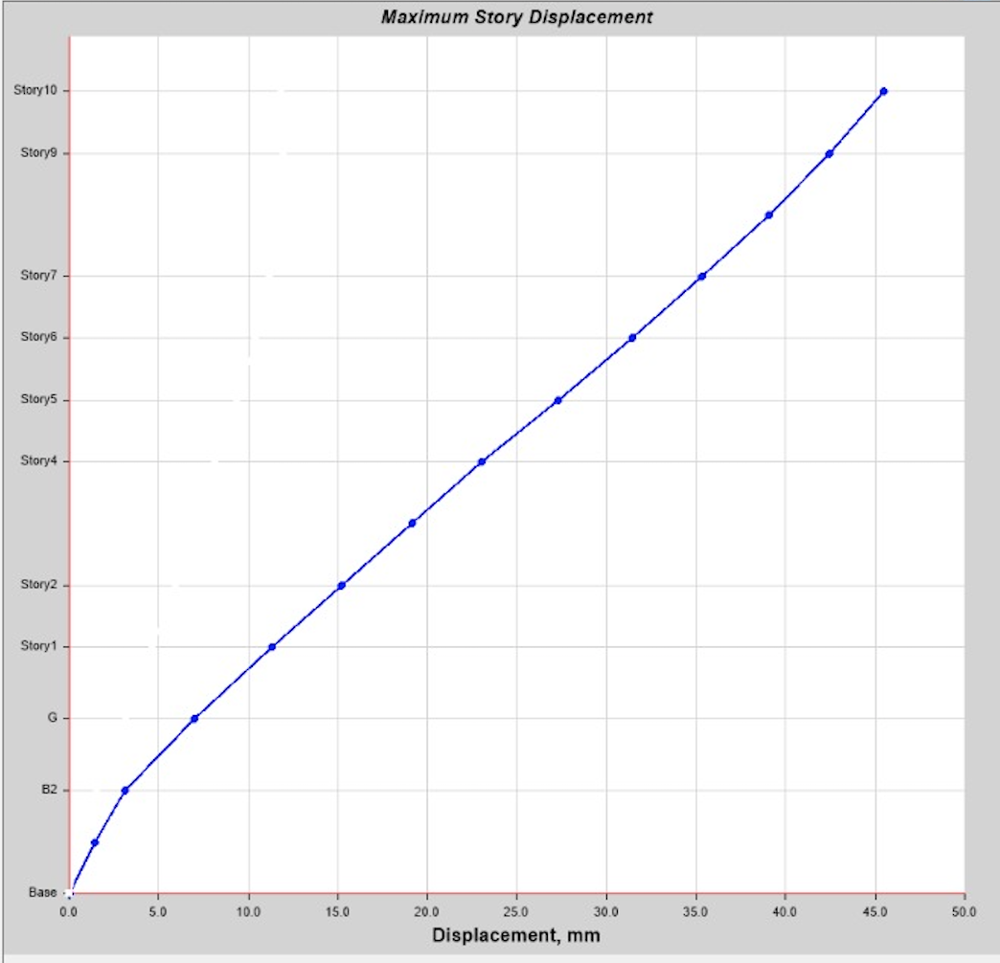 Maximum Story Displacement
Story10
Story9
Story7
Story6
Story5
Story4
Story2
Story1
G
B2
Base
0.0 5.0 10.0 15.0 20.0 25.0 30.0 35.0 40.0 45.0 50.0
Displacement, mm